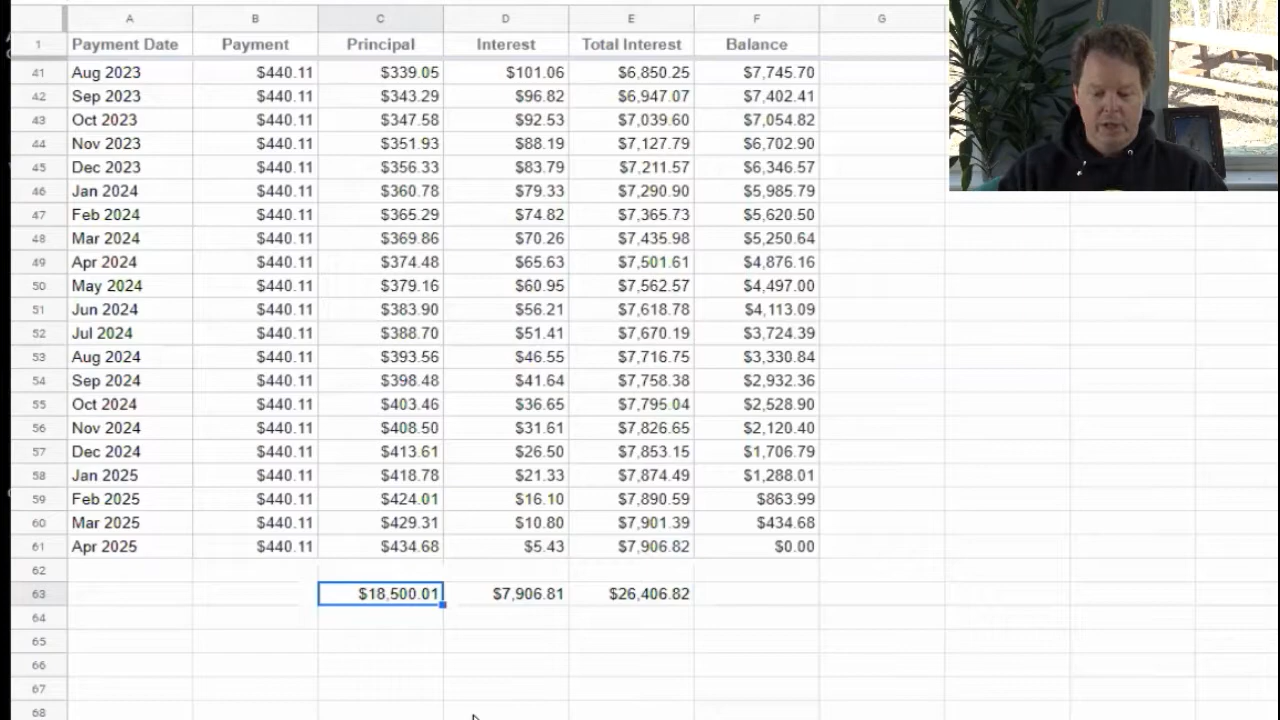 A B C D E F G
1 Payment Date Payment Principal Interest Total Interest Balance
41 Aug 2023 $440.11 $339.05 $101.06 $6,850.25 $7,745.70
42 Sep 2023 $440.11 $343.29 $96.82 $6,947.07 $7,402.41
43 Oct 2023 $440.11 $347.58 $92.53 $7,039.60 $7,054.82
44 Nov 2023 $440.11 $351.93 $88.19 $7,127.79 $6,702.90
45 Dec 2023 $440.11 $356.33 $83.79 $7,211.57 $6,346.57
46 Jan 2024 $440.11 $360.78 $79.33 $7,290.90 $5,985.79
47 Feb 2024 $440.11 $365.29 $74.82 $7,365.73 $5,620.50
48 Mar 2024 $440.11 $369.86 $70.26 $7,435.98 $5,250.64
49 Apr 2024 $440.11 $374.48 $65.63 $7,501.61 $4,876.16
50 May 2024 $440.11 $379.16 $60.95 $7,562.57 $4,497.00
51 Jun 2024 $440.11 $383.90 $56.21 $7,618.78 $4,113.09
52 Jul 2024 $440.11 $388.70 $51.41 $7,670.19 $3,724.39
53 Aug 2024 $440.11 $393.56 $46.55 $7,716.75 $3,330.84
54 Sep 2024 $440.11 $398.48 $41.64 $7,758.38 $2,932.36
55 Oct 2024 $440.11 $403.46 $36.65 $7,795.04 $2,528.90
56 Nov 2024 $440.11 $408.50 $31.61 $7,826.65 $2,120.40
57 Dec 2024 $440.11 $413.61 $26.50 $7,853.15 $1,706.79
58 Jan 2025 $440.11 $418.78 $21.33 $7,874.49 $1,288.01
59 Feb 2025 $440.11 $424.01 $16.10 $7,890.59 $863.99
60 Mar 2025 $440.11 $429.31 $10.80 $7,901.39 $434.68
61 Apr 2025 $440.11 $434.68 $5.43 $7,906.82 $0.00
62
63 $18,500.01 $7,906.81 $26,406.82
64
65
66
67
68